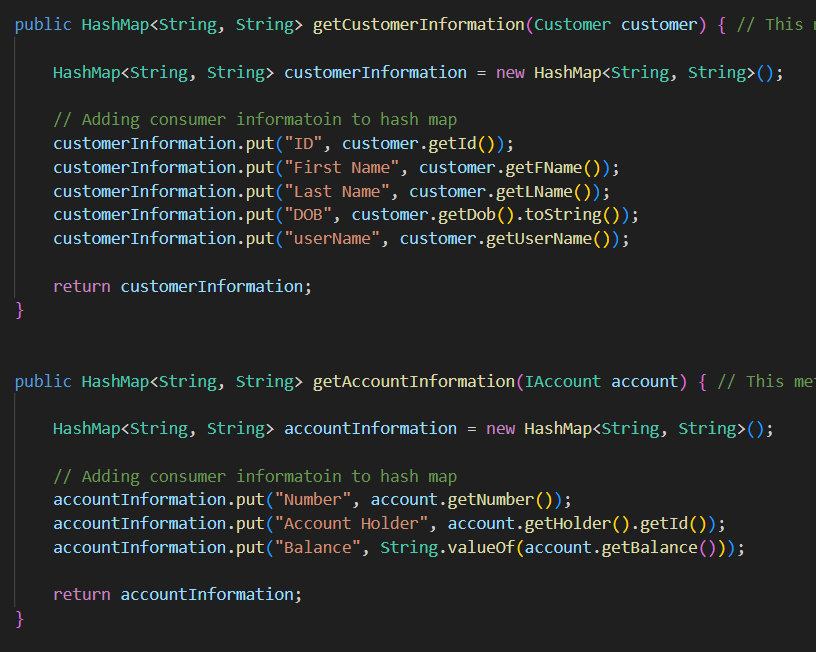 public HashMap<String, String> getCustomerInformation(Customer customer) { // This
HashMap<String, String> customerInformation = new HashMap<String, String>();
// Adding consumer informatoin to hash map
customerInformation.put("ID", customer.getId());
customerInformation.put("First Name", customer.getFName());
customerInformation.put("Last Name", customer.getLName());
customerInformation.put("DOB", customer.getDob().toString());
customerInformation.put("userName", customer.getUserName());
return customerInformation;
}
public HashMap<String, String> getAccountInformation(IAccount account) { // This
HashMap<String, String> accountInformation = new HashMap<String, String>();
// Adding consumer informatoin to hash map
accountInformation.put("Number", account.getNumber());
accountInformation.put("Account Holder", account.getHolder().getId());
accountInformation.put("Balance", String.valueOf(account.getBalance()));
return accountInformation;
}